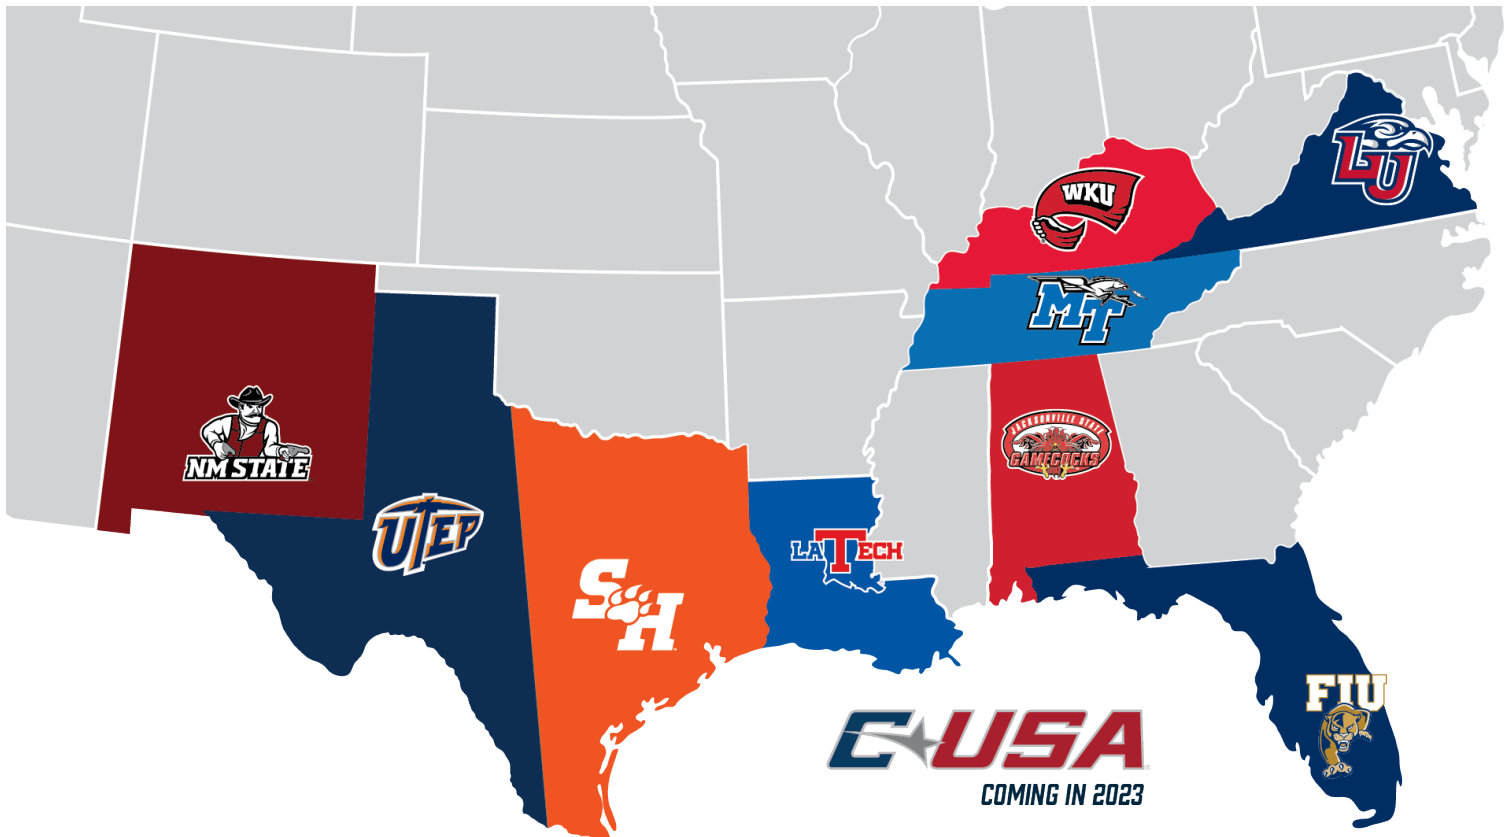 LU
WKU
MT
JACKSONVILLE STATE
GAMECOCKS
NM STATE
UTEP
LA TECH
SH
FIU
C USA
COMING IN 2023